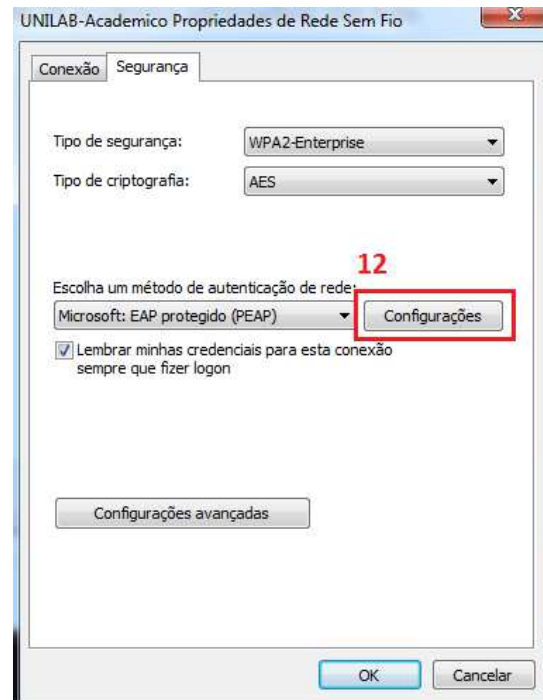 UNILAB-Academico Propriedades de Rede Sem Fio
Conexão Segurança
Tipo de segurança: WPA2-Enterprise
Tipo de criptografia: AES
12
Escolha um método de autenticação de rede:
Microsoft: EAP protegido (PEAP) Configurações
Lembrar minhas credenciais para esta conexão
sempre que fizer logon
Configurações avançadas
OK Cancelar